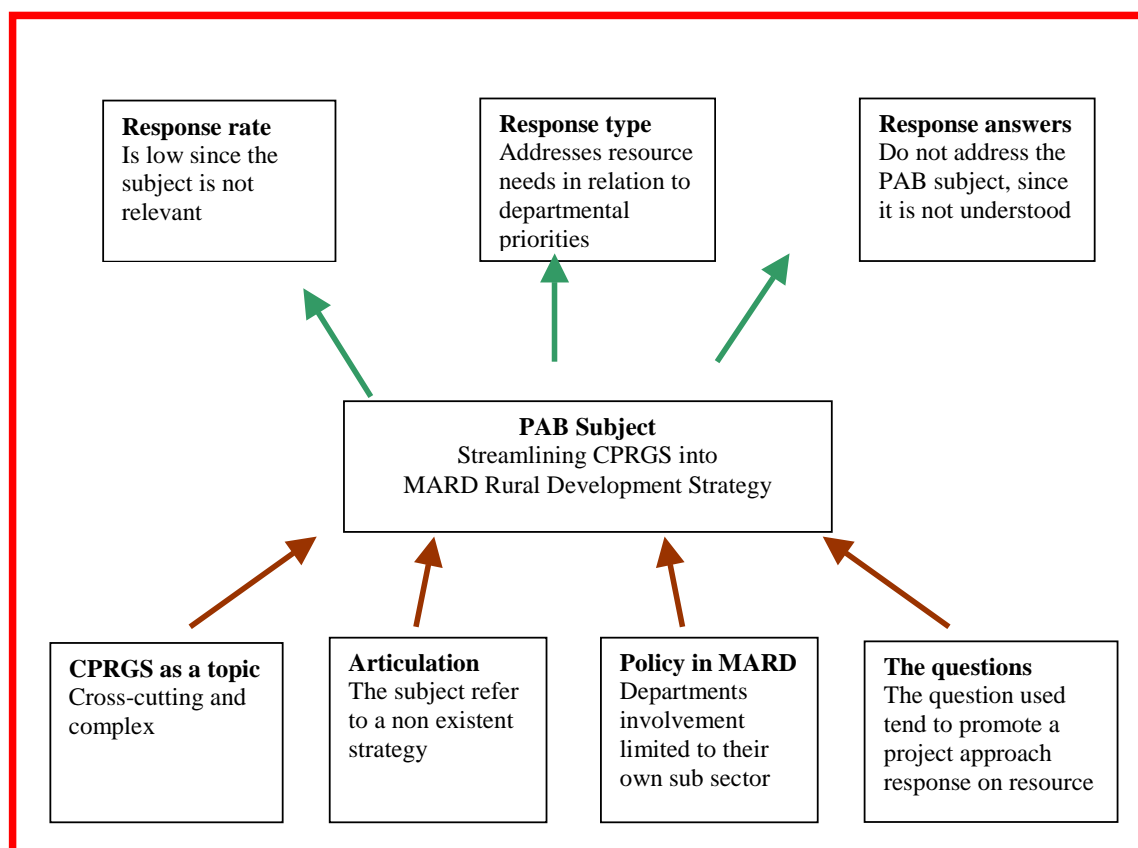 Response rate
Is low since the
subject is not
relevant
Response type
Addresses resource
needs in relation to
departmental
priorities
Response answers
Do not address the
PAB subject, since
it is not understood
PAB Subject
Streamlining CPRGS into
MARD Rural Development Strategy
CPRGS as a topic
Cross-cutting and
complex
Articulation
The subject refer
to a non existent
strategy
Policy in MARD
Departments
involvement
limited to their
own sub sector
The questions
The question used
tend to promote a
project approach
response on resource